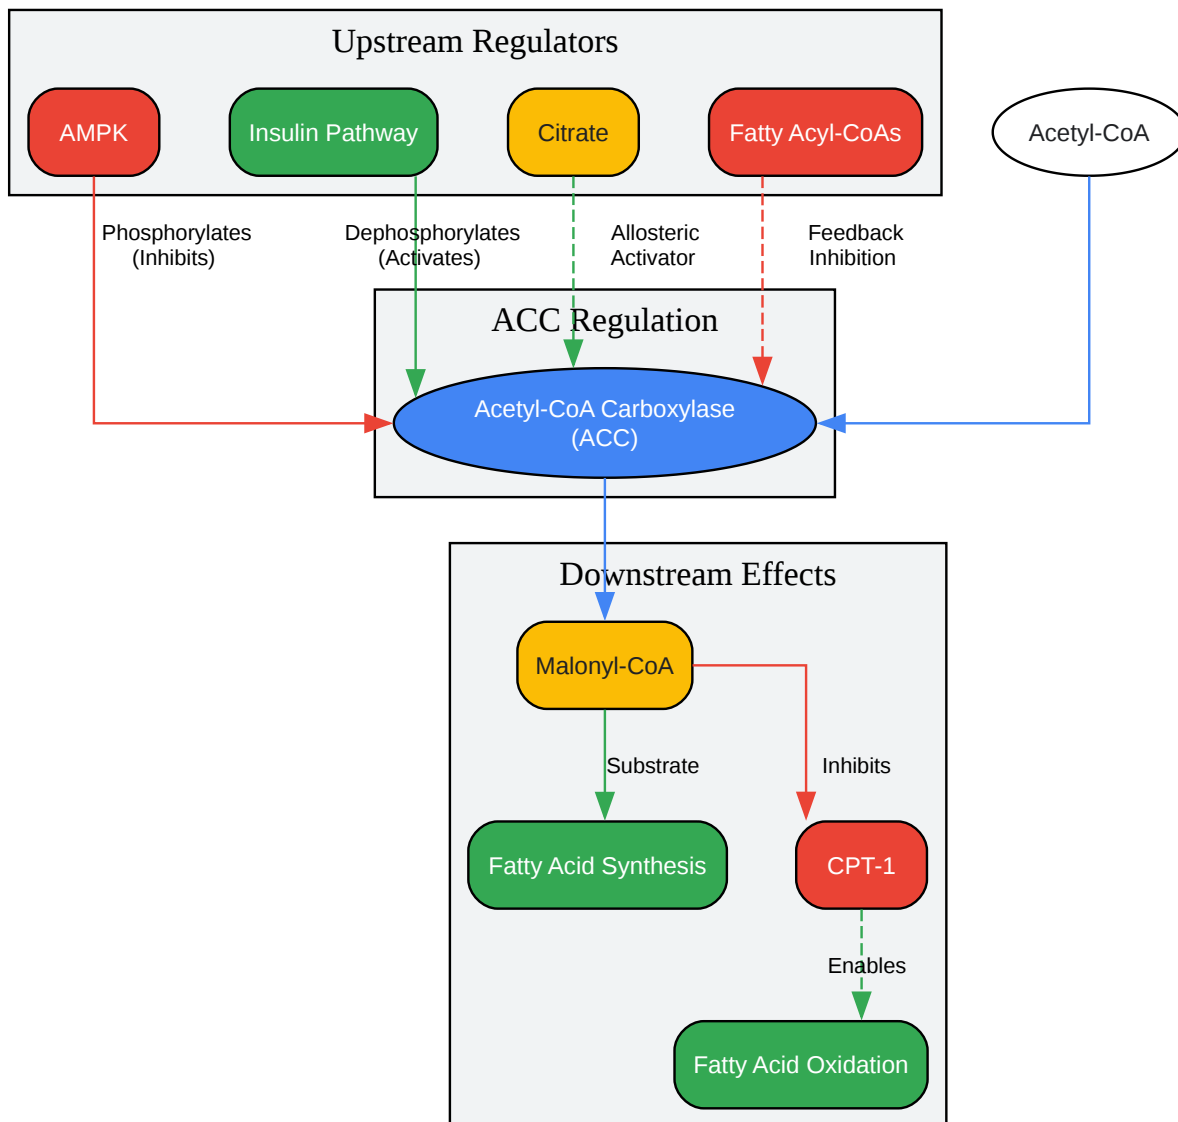 Upstream Regulators
AMPK
Insulin Pathway
Citrate
Fatty Acyl-CoAs
Acetyl-CoA
Phosphorylates
(Inhibits)
Dephosphorylates
(Activates)
Allosteric
Activator
Feedback
Inhibition
ACC Regulation
Acetyl-CoA Carboxylase
(ACC)
Downstream Effects
Malonyl-CoA
Substrate
Inhibits
Fatty Acid Synthesis
CPT-1
Enables
Fatty Acid Oxidation